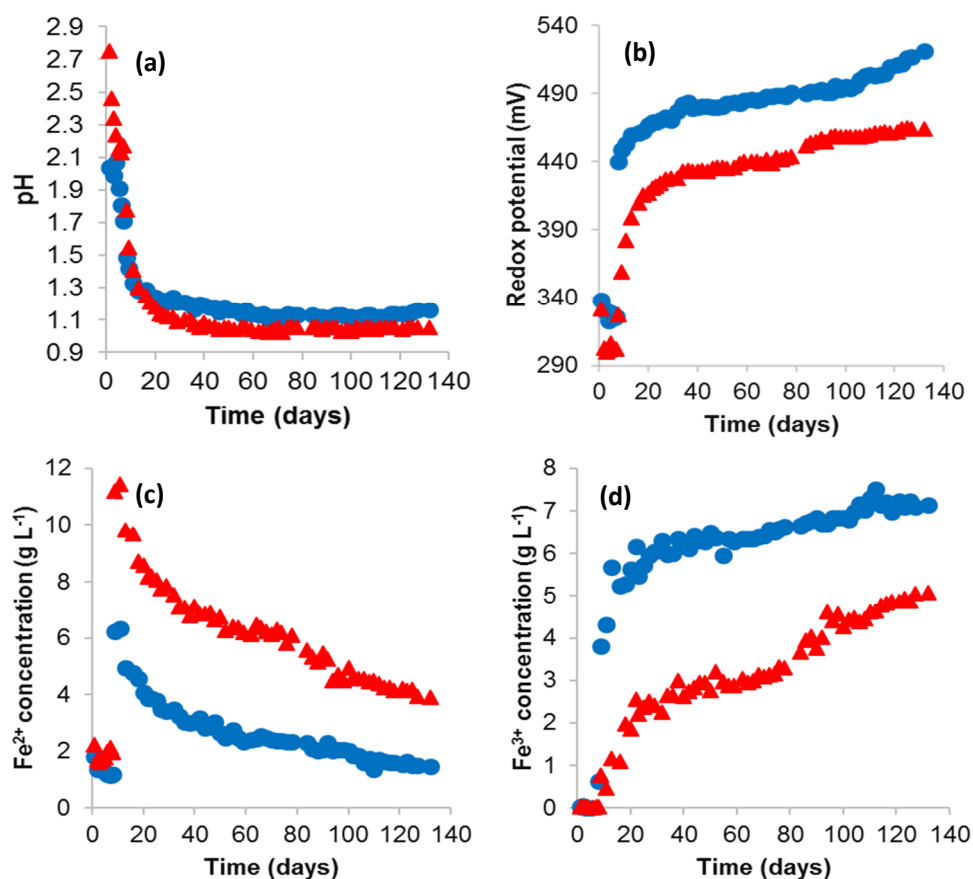 (a)
pH
2.9
2.7
2.5
2.3
2.1
1.9
1.7
1.5
1.3
1.1
0.9
0 20 40 60 80 100 120 140
Time (days)
(b)
Redox potential (mV)
540
490
440
390
340
290
0 20 40 60 80 100 120 140
Time (days)
(c)
Fe2+ concentration (g L-1)
12
10
8
6
4
2
0
0 20 40 60 80 100 120 140
Time (days)
(d)
Fe3+ concentration (g L-1)
8
7
6
5
4
3
2
1
0
0 20 40 60 80 100 120 140
Time (days)